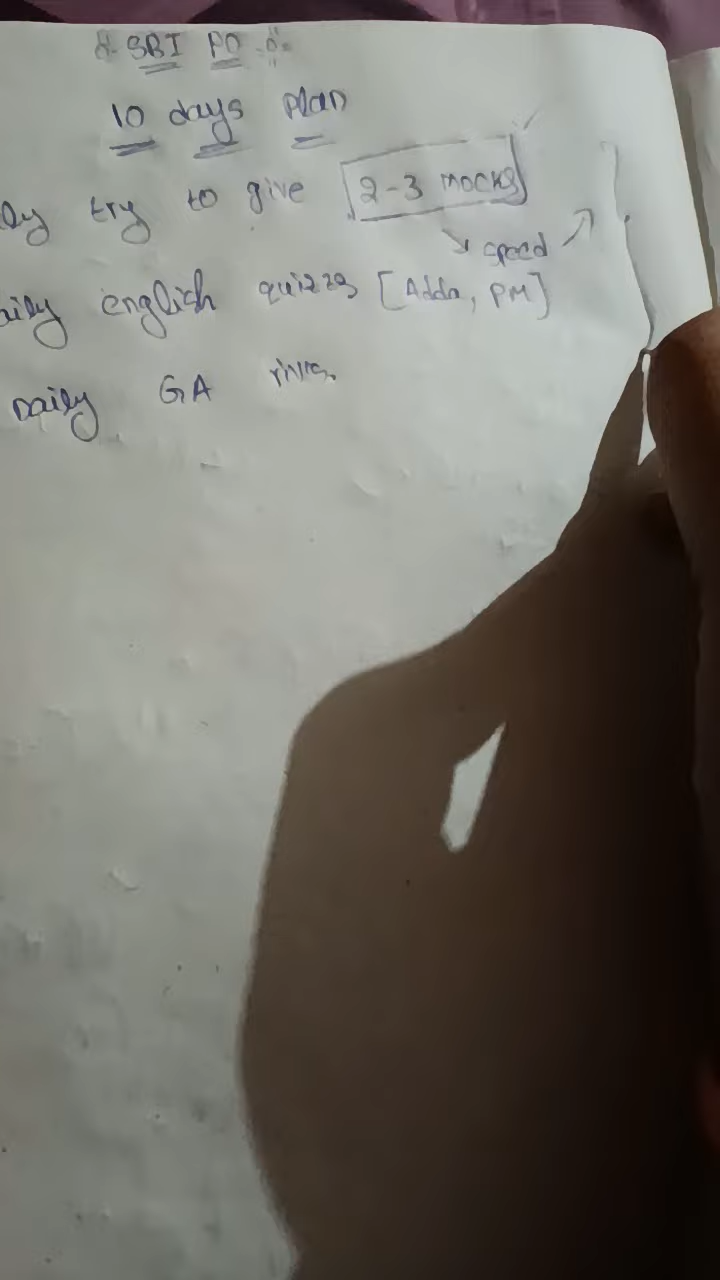 SBI PO
10 days plan
try to give 2-3 mocks
speed
english quizzes [Adda, PM]
Daily GA